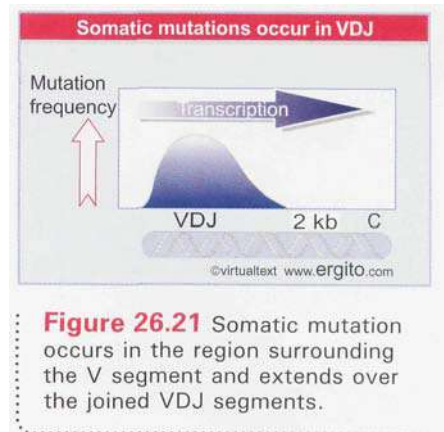 Somatic mutations occur in VDJ
Mutation
frequency
Transcription
VDJ 2 kb C
©virtualtext www.ergito.com
Figure 26.21 Somatic mutation
occurs in the region surrounding
the V segment and extends over
the joined VDJ segments.